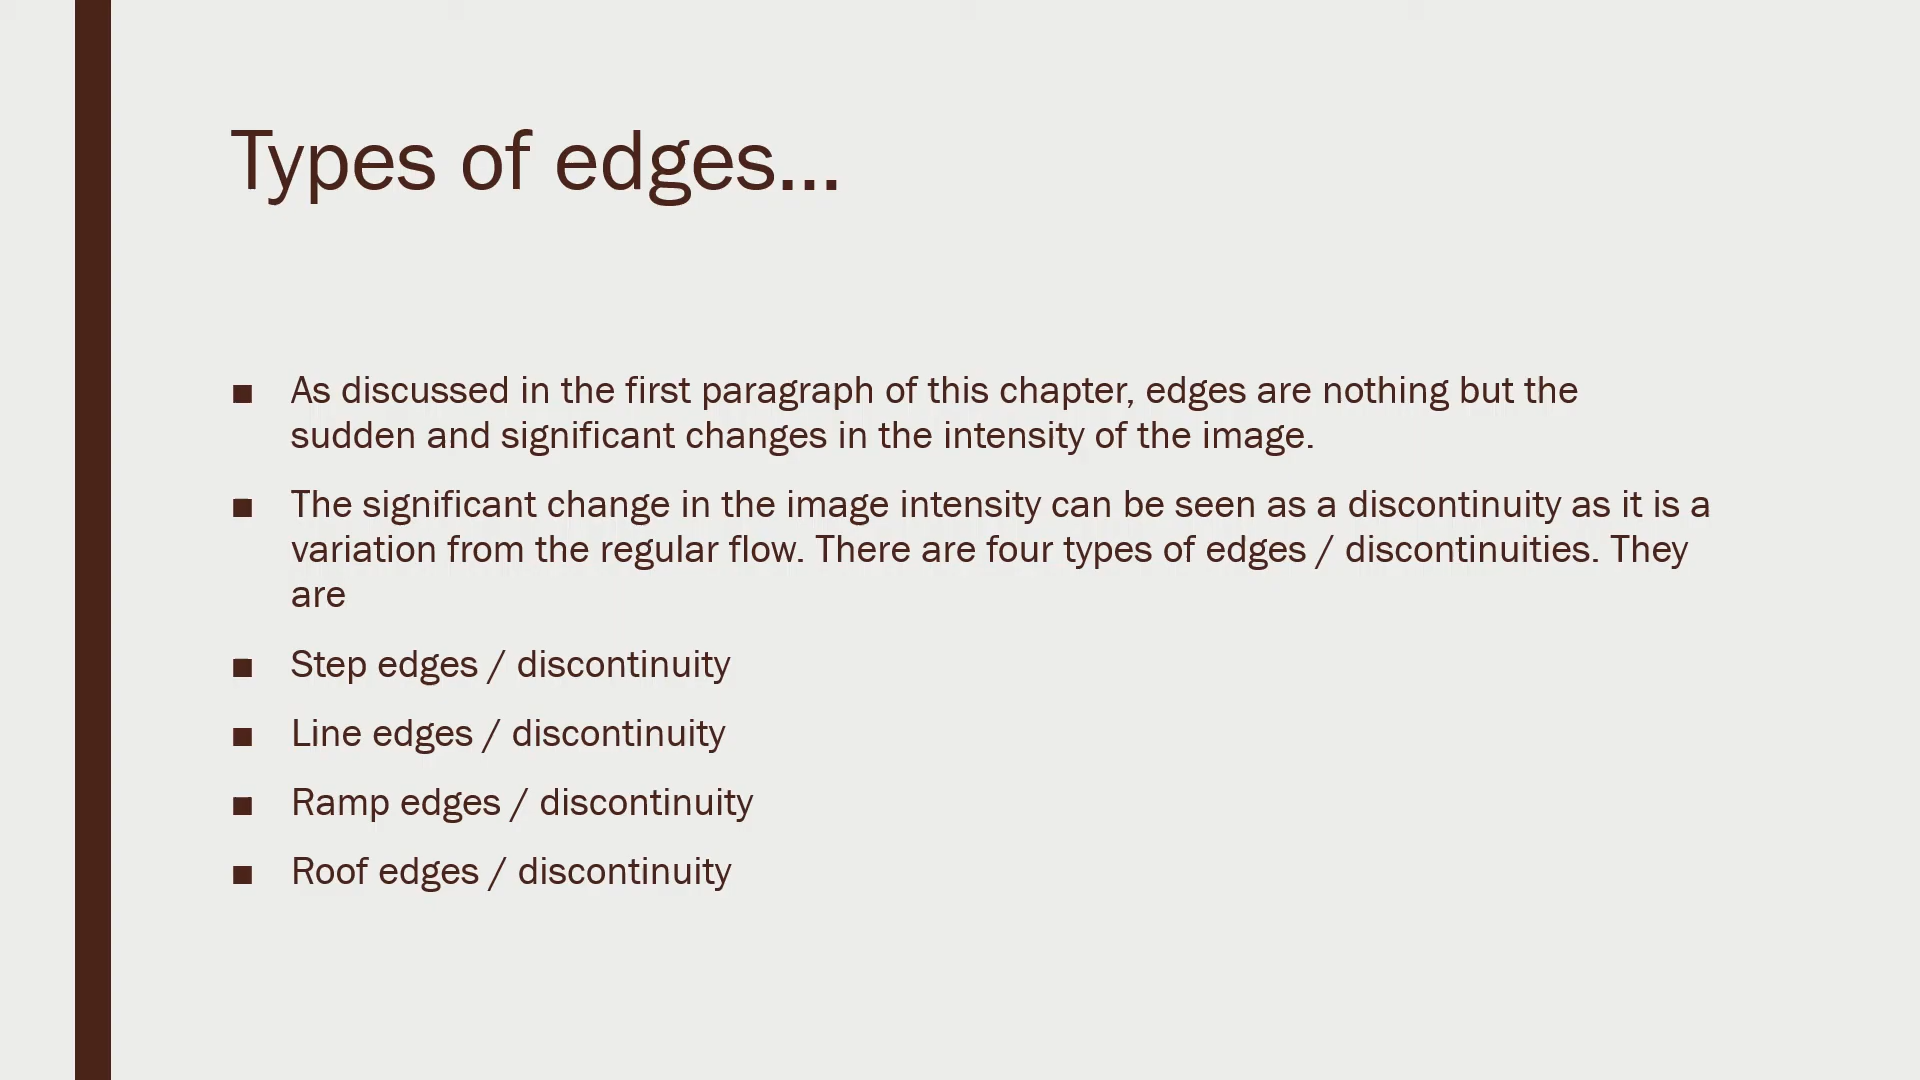 Types of edges...
■ As discussed in the first paragraph of this chapter, edges are nothing but the
sudden and significant changes in the intensity of the image.
■ The significant change in the image intensity can be seen as a discontinuity as it is a
variation from the regular flow. There are four types of edges / discontinuities. They
are
■ Step edges / discontinuity
■ Line edges / discontinuity
■ Ramp edges / discontinuity
■ Roof edges / discontinuity